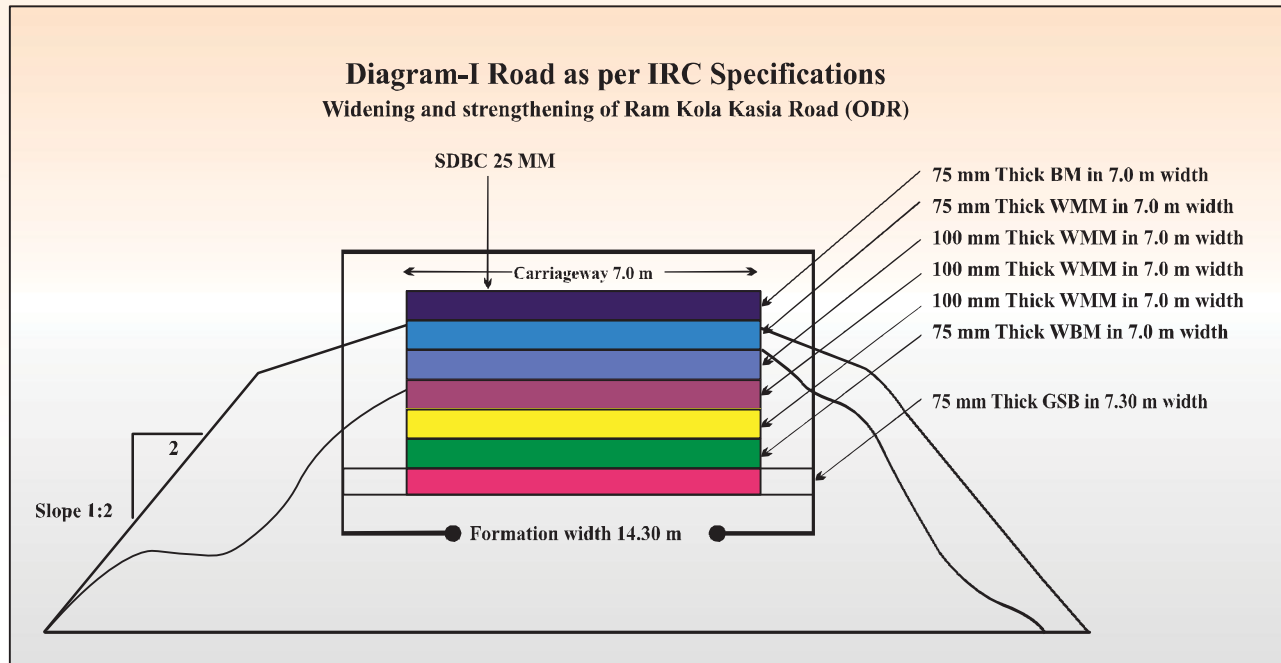 Diagram-I Road as per IRC Specifications
Widening and strengthening of Ram Kola Kasia Road (ODR)
SDBC 25 MM
75 mm Thick BM in 7.0 m width
75 mm Thick WMM in 7.0 m width
100 mm Thick WMM in 7.0 m width
100 mm Thick WMM in 7.0 m width
100 mm Thick WMM in 7.0 m width
75 mm Thick WBM in 7.0 m width
75 mm Thick GSB in 7.30 m width
Carriageway 7.0 m
2
Slope 1:2
Formation width 14.30 m